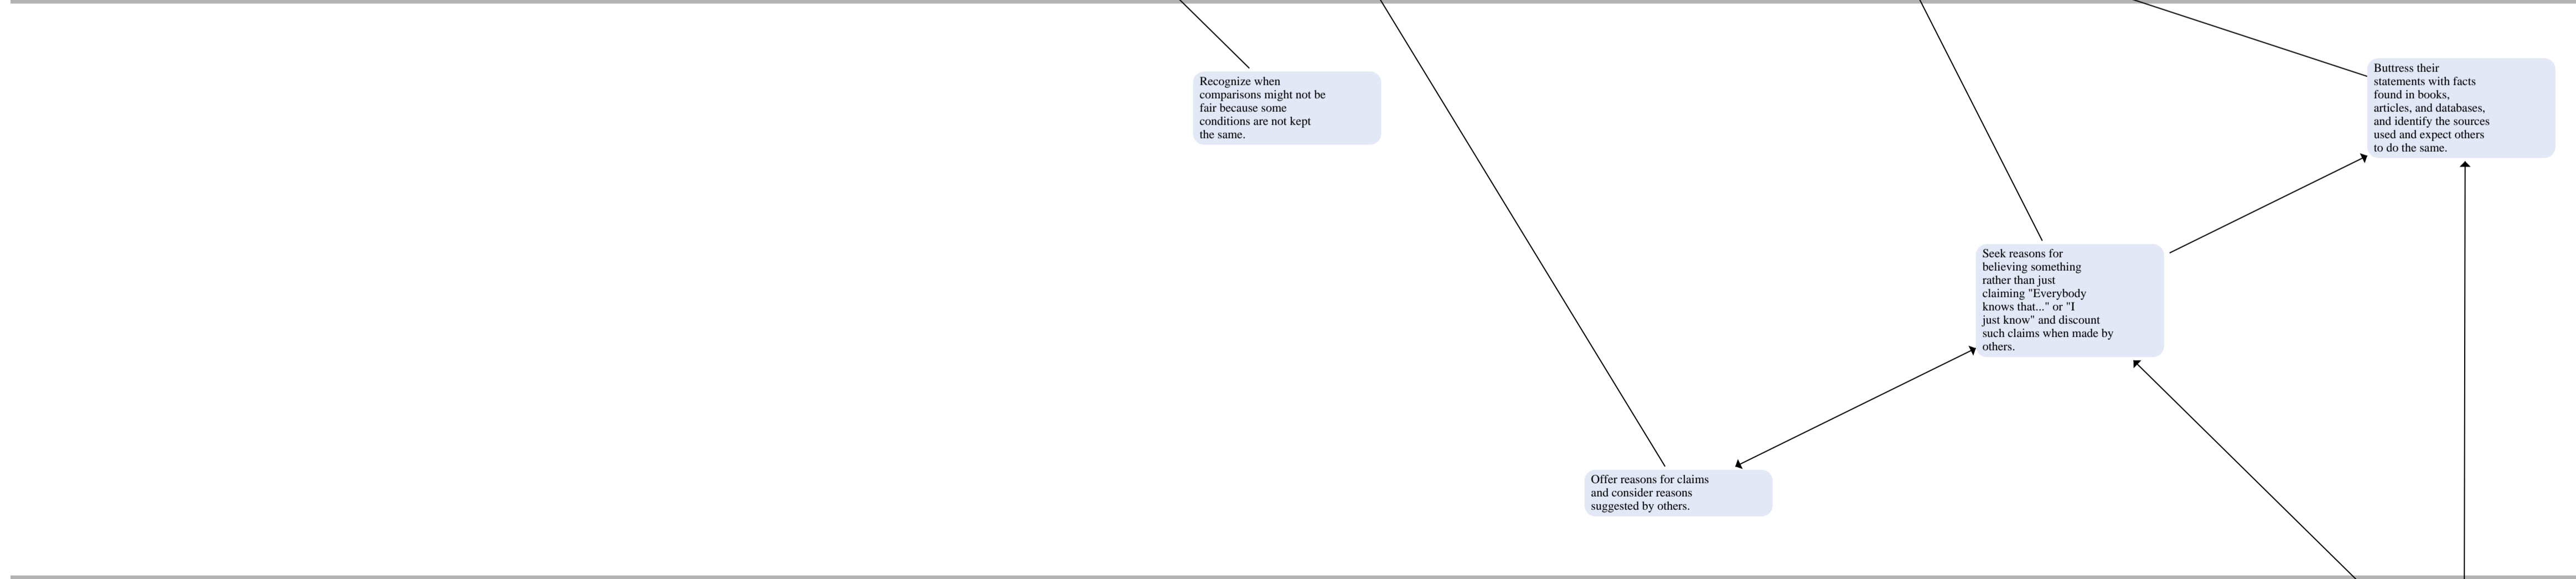 Recognize when
comparisons might not be
fair because some
conditions are not kept
the same.
Buttress their
statements with facts
found in books,
articles, and databases,
and identify the sources
used and expect others
to do the same.
Seek reasons for
believing something
rather than just
claiming "Everybody
knows that..." or "I
just know" and discount
such claims when made by
others.
Offer reasons for claims
and consider reasons
suggested by others.